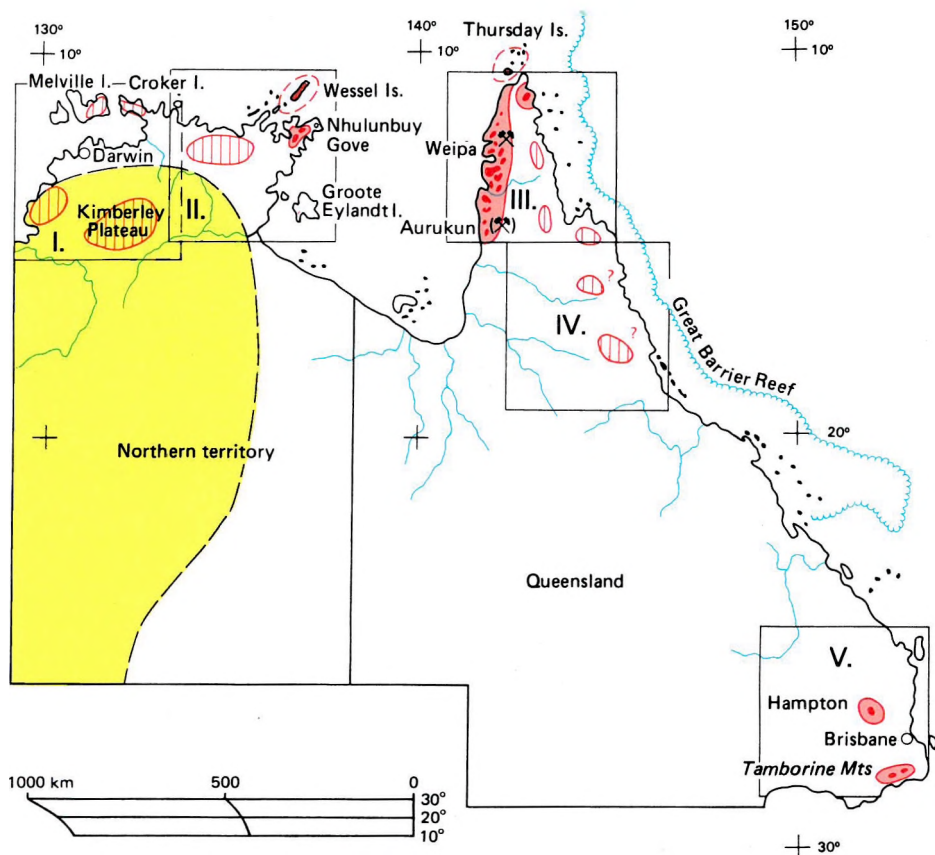 130°
10°
140°
10°
Thursday Is.
150°
10°
Melville I.
Croker I.
Wessel Is.
Nhulunbuy
Gove
Darwin
Weipa
Groote
Eylandt I.
Kimberley
Plateau
I.
II.
III.
Aurukun
( )
?
IV.
?
Great Barrier Reef
20°
Northern territory
Queensland
V.
Hampton
Brisbane
Tamborine Mts
1000 km
500
0
30°
20°
10°
30°